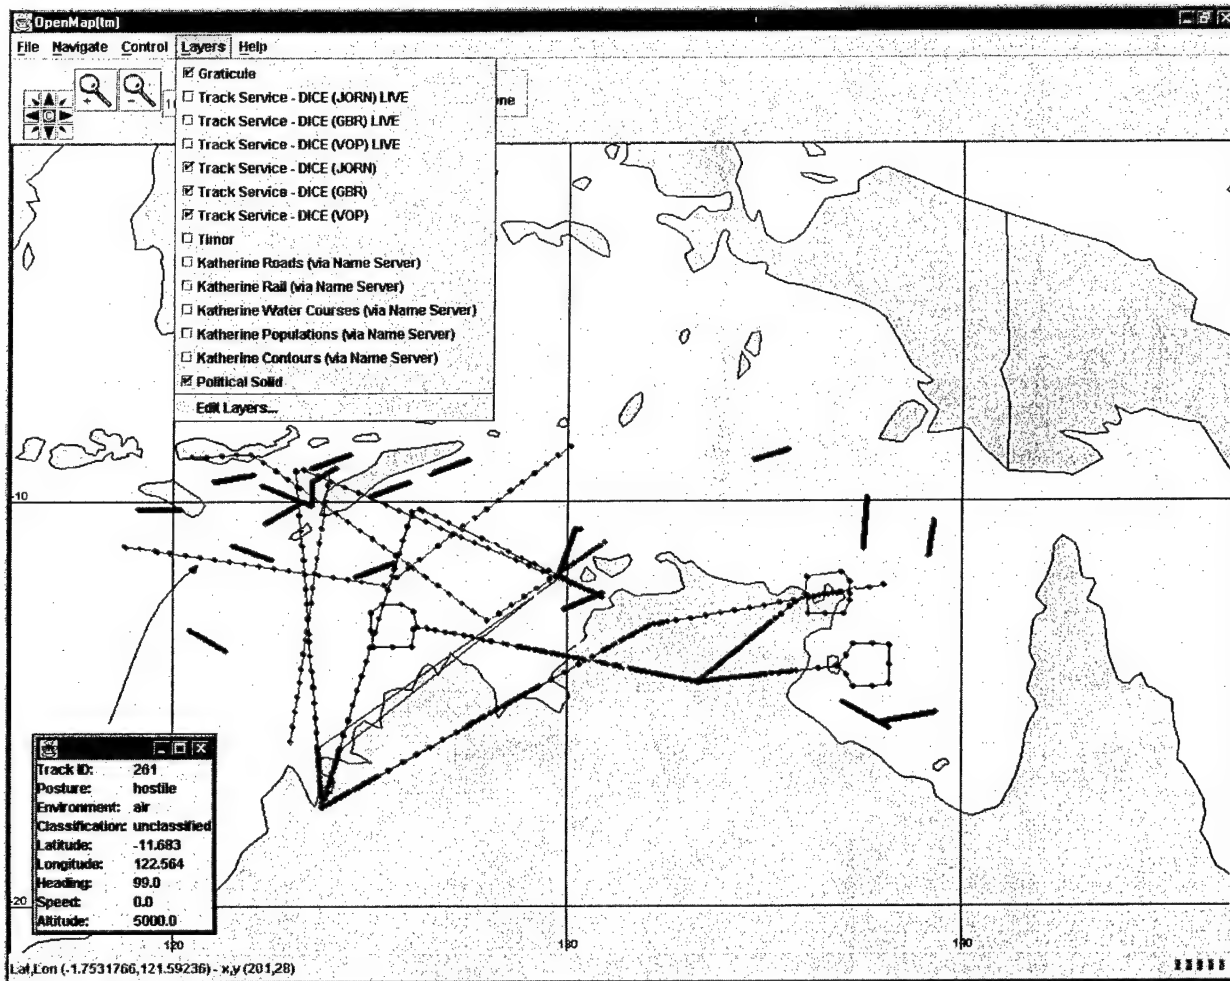 OpenMap[tm]
File Navigate Control Layers Help
Graticule
Track Service - DICE (JORN) LIVE
Track Service - DICE (GBR) LIVE
Track Service - DICE (VOP) LIVE
Track Service - DICE (JORN)
Track Service - DICE (GBR)
Track Service - DICE (VOP)
Timor
Katherine Roads (via Name Server)
Katherine Rail (via Name Server)
Katherine Water Courses (via Name Server)
Katherine Populations (via Name Server)
Katherine Contours (via Name Server)
Political Solid
Edit Layers...
-10
Track ID: 261
Posture: hostile
Environment: air
Classification: unclassified
Latitude: -11.683
Longitude: 122.564
Heading: 99.0
Speed: 0.0
Altitude: 5000.0
-20
120 130 140
Lat,Lon (-1.7531766,121.59236) - x,y (201,28)